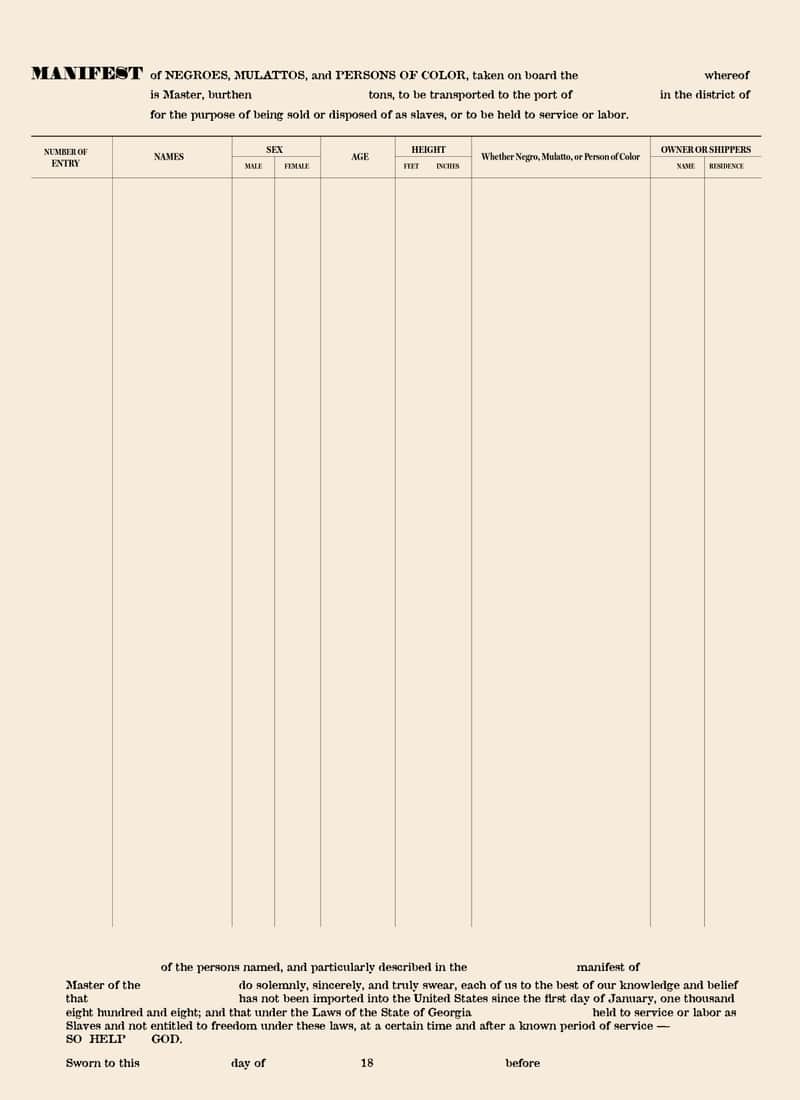 MANIFEST of NEGROES, MULATTOS, and PERSONS OF COLOR, taken on board the whereof
is Master, burthen tons, to be transported to the port of in the district of
for the purpose of being sold or disposed of as slaves, or to be held to service or labor.
NUMBER OF
ENTRY
NAMES
SEX
MALE FEMALE
AGE
HEIGHT
FEET INCHES
Whether Negro, Mulatto, or Person of Color
OWNER OR SHIPPERS
NAME RESIDENCE
of the persons named, and particularly described in the manifest of
Master of the do solemnly, sincerely, and truly swear, each of us to the best of our knowledge and belief
that has not been imported into the United States since the first day of January, one thousand
eight hundred and eight; and that under the Laws of the State of Georgia held to service or labor as
Slaves and not entitled to freedom under these laws, at a certain time and after a known period of service —
SO HELP GOD.
Sworn to this day of 18 before